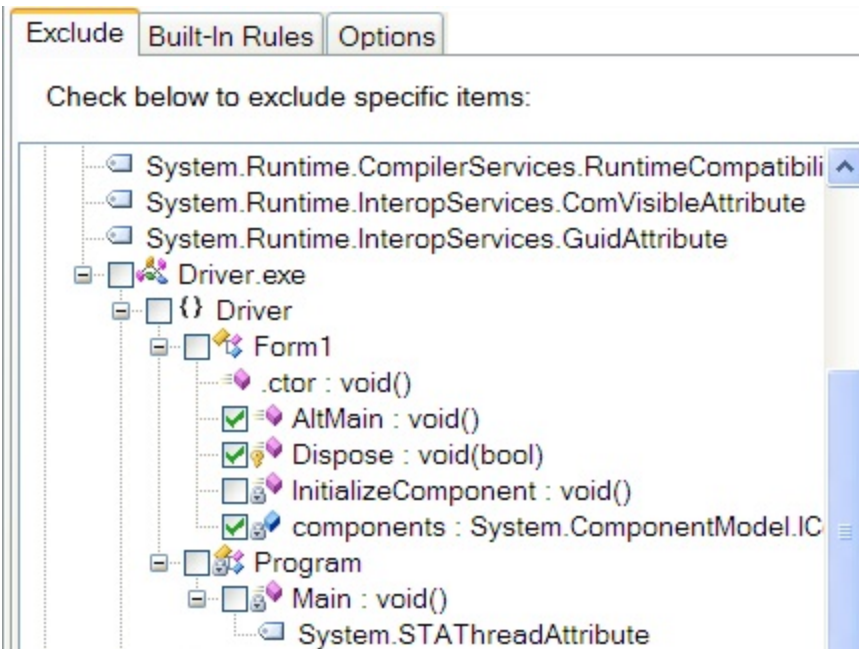 Exclude Built-In Rules Options
Check below to exclude specific items:
System.Runtime.CompilerServices.RuntimeCompatibili
System.Runtime.InteropServices.ComVisibleAttribute
System.Runtime.InteropServices.GuidAttribute
Driver.exe
{} Driver
Form1
.ctor : void()
AltMain : void()
Dispose : void(bool)
InitializeComponent : void()
components : System.ComponentModel.IC
Program
Main : void()
System.STAThreadAttribute